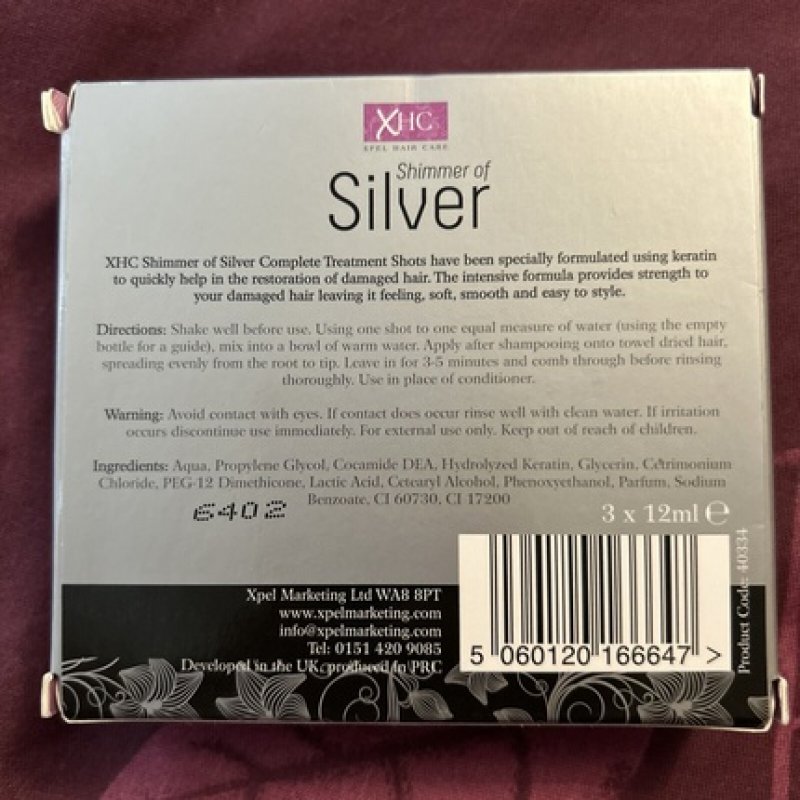 XHC
XPEL HAIR CARE
Shimmer of
Silver
XHC Shimmer of Silver Complete Treatment Shots have been specially formulated using keratin
to quickly help in the restoration of damaged hair. The intensive formula provides strength to
your damaged hair leaving it feeling, soft, smooth and easy to style.
Directions: Shake well before use. Using one shot to one equal measure of water (using the empty
bottle for a guide), mix into a bowl of warm water. Apply after shampooing onto towel dried hair,
spreading evenly from the root to tip. Leave in for 3-5 minutes and comb through before rinsing
thoroughly. Use in place of conditioner.
Warning: Avoid contact with eyes. If contact does occur rinse well with clean water. If irritation
occurs discontinue use immediately. For external use only. Keep out of reach of children.
Ingredients: Aqua, Propylene Glycol, Cocamide DEA, Hydrolyzed Keratin, Glycerin, Cetrimonium
Chloride, PEG-12 Dimethicone, Lactic Acid, Cetearyl Alcohol, Phenoxyethanol, Parfum, Sodium
Benzoate, CI 60730, CI 17200
6402
3 x 12ml ℮
Xpel Marketing Ltd WA8 8PT
www.xpelmarketing.com
info@xpelmarketing.com
Tel: 0151 420 9085
Developed in the UK, produced in PRC
5 060120 166647 >
Product Code: 40334